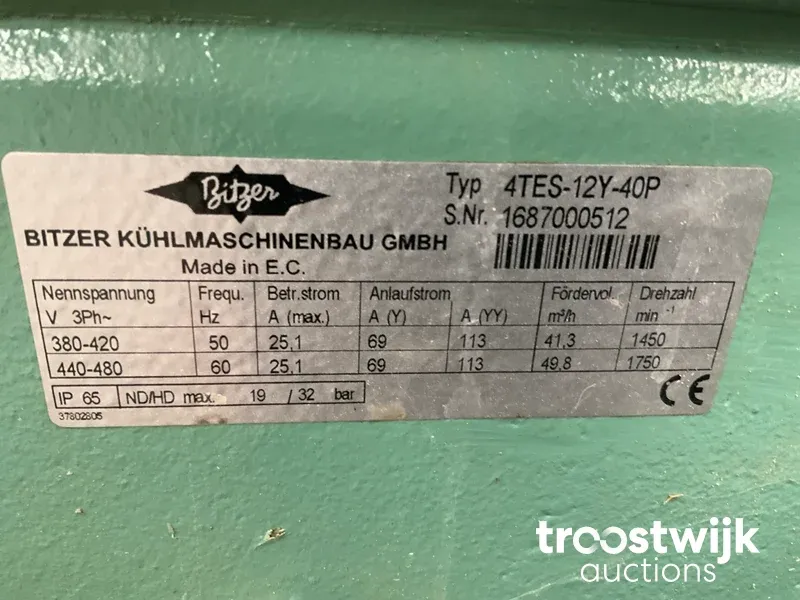 Bitzer
Typ 4TES-12Y-40P
S.Nr. 1687000512
BITZER KÜHLMASCHINENBAU GMBH
Made in E.C.
Nennspannung Frequ. Betr.strom Anlaufstrom Fördervol. Drehzahl
V 3Ph~ Hz A (max.) A (Y) A (YY) m³/h min⁻¹
380-420 50 25,1 69 113 41,3 1450
440-480 60 25,1 69 113 49,8 1750
IP 65 ND/HD max. 19 / 32 bar CE
37802805
troostwijk
auctions